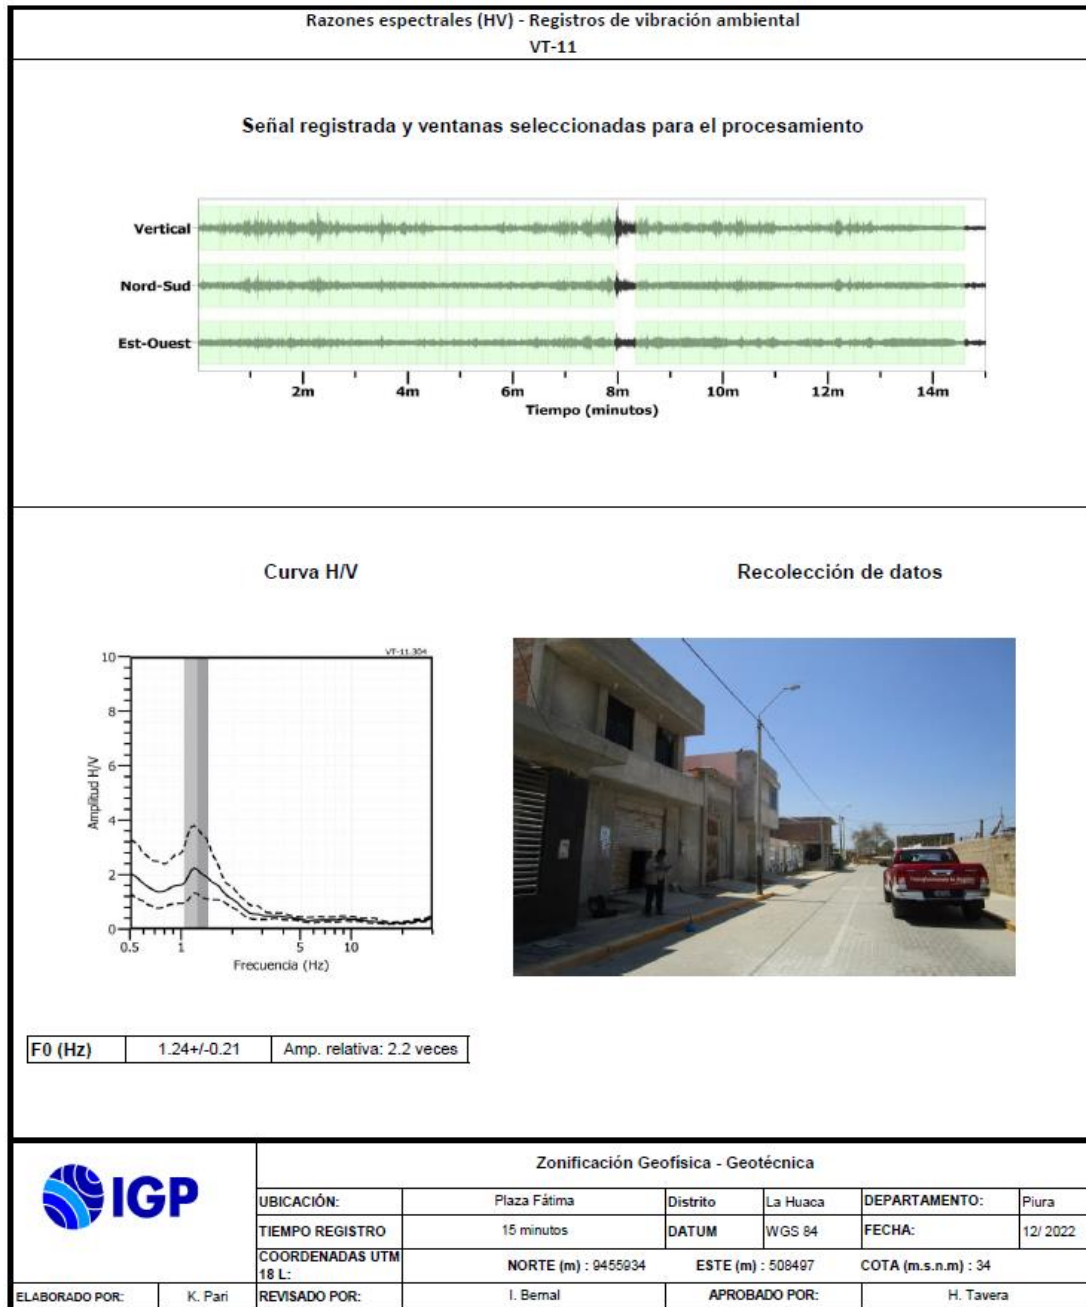 Razones espectrales (HV) - Registros de vibración ambiental
VT-11
Señal registrada y ventanas seleccionadas para el procesamiento
Vertical
Nord-Sud
Est-Ouest
2m 4m 6m 8m 10m 12m 14m
Tiempo (minutos)
Curva H/V
Recolección de datos
VT-11.304
10
8
6
4
2
0
Amplitud H/V
0.5 1 5 10
Frecuencia (Hz)
F0 (Hz) 1.24+/-0.21 Amp. relativa: 2.2 veces
IGP
Zonificación Geofísica - Geotécnica
UBICACIÓN: Plaza Fátima Distrito La Huaca DEPARTAMENTO: Piura
TIEMPO REGISTRO 15 minutos DATUM WGS 84 FECHA: 12/ 2022
COORDENADAS UTM
18 L: NORTE (m) : 9455934 ESTE (m) : 508497 COTA (m.s.n.m) : 34
ELABORADO POR: K. Pari REVISADO POR: I. Bernal APROBADO POR: H. Tavera